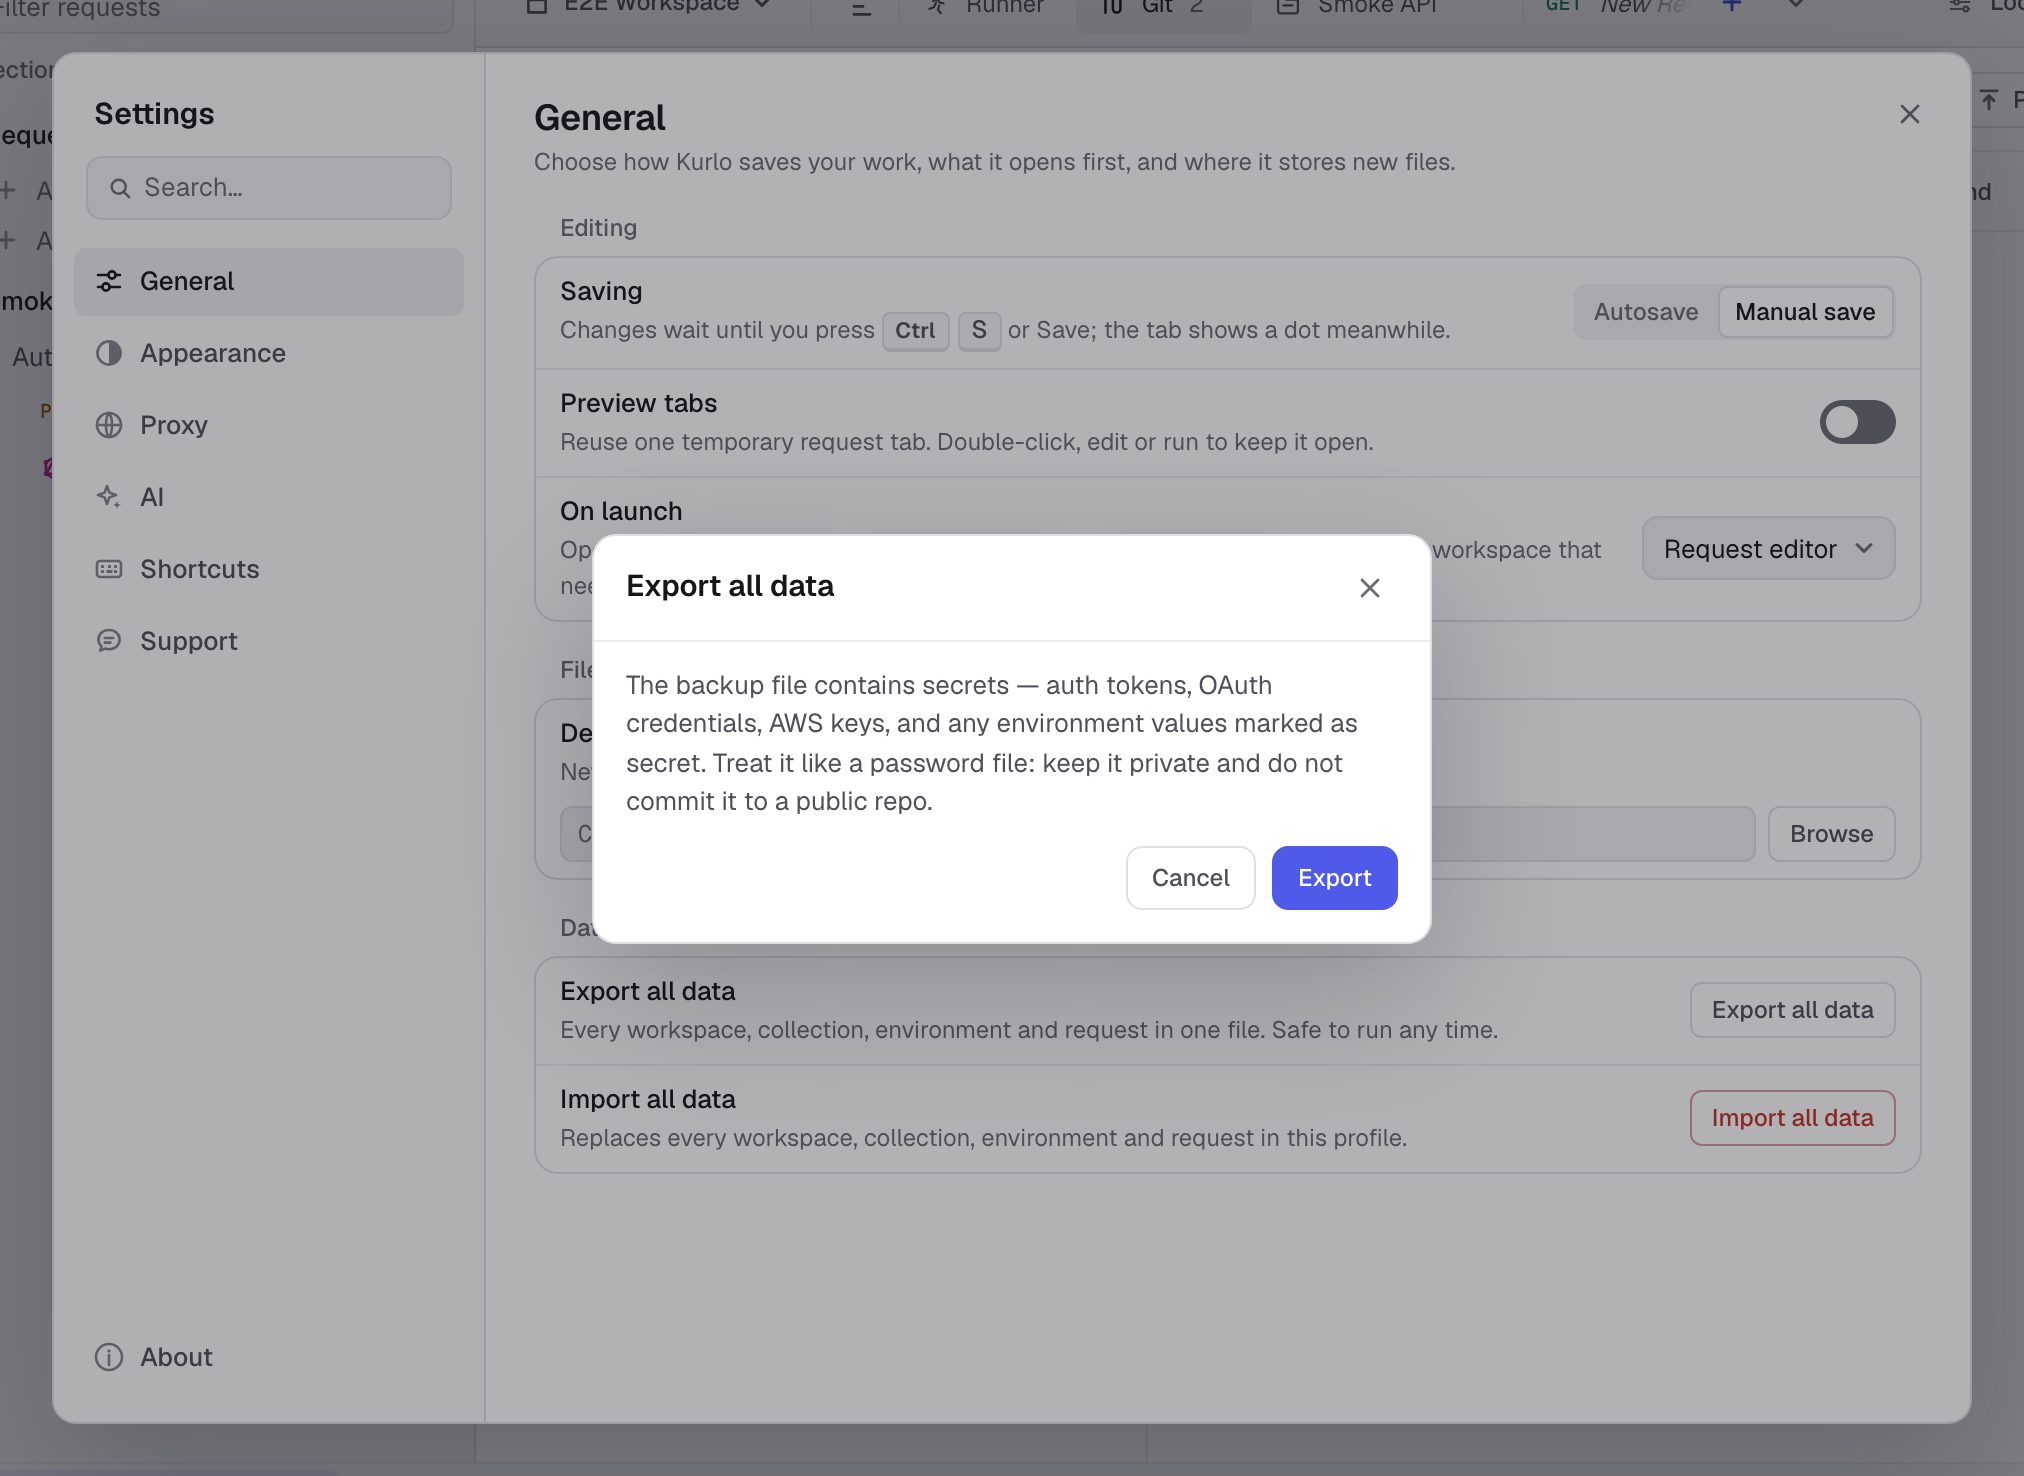 Filter requests
E2E Workspace
Runner
Git 2
Smoke API
GET New Re
Settings
Search...
General
Appearance
Proxy
AI
Shortcuts
Support
About
General
Choose how Kurlo saves your work, what it opens first, and where it stores new files.
Editing
Saving
Changes wait until you press Ctrl S or Save; the tab shows a dot meanwhile.
Autosave
Manual save
Preview tabs
Reuse one temporary request tab. Double-click, edit or run to keep it open.
On launch
workspace that
Request editor
Browse
Export all data
The backup file contains secrets — auth tokens, OAuth
credentials, AWS keys, and any environment values marked as
secret. Treat it like a password file: keep it private and do not
commit it to a public repo.
Cancel
Export
Export all data
Every workspace, collection, environment and request in one file. Safe to run any time.
Export all data
Import all data
Replaces every workspace, collection, environment and request in this profile.
Import all data